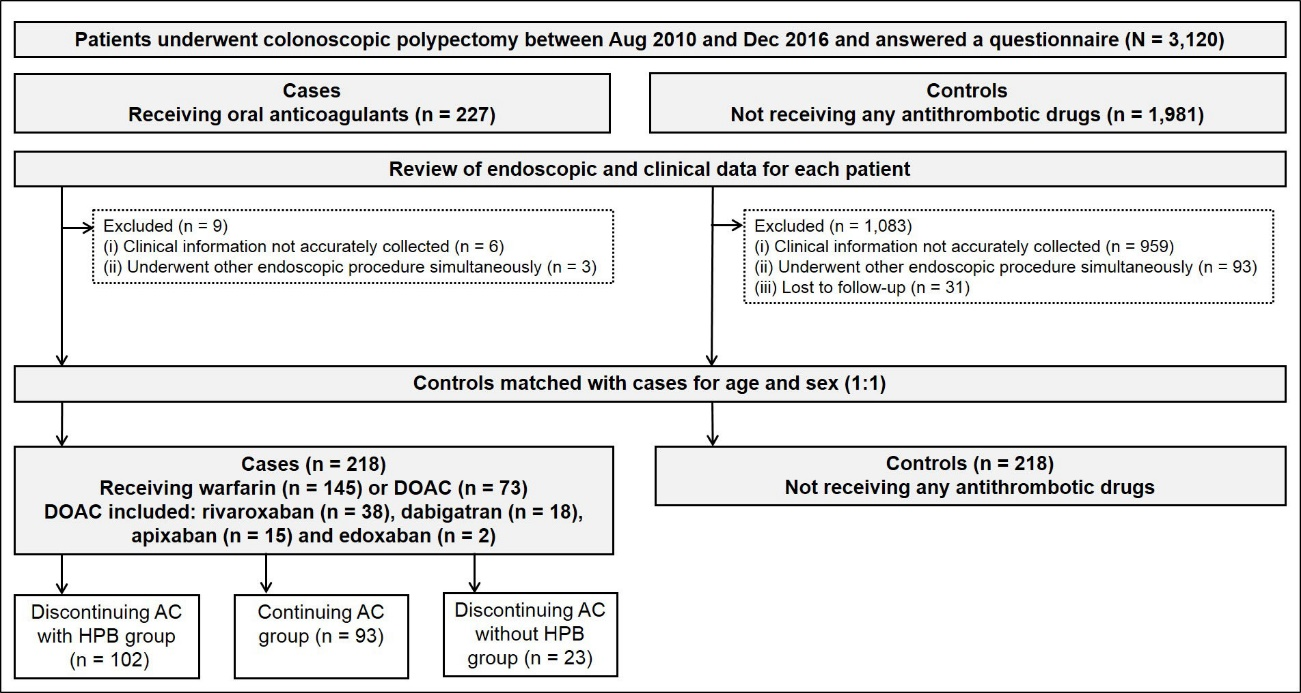 Patients underwent colonoscopic polypectomy between Aug 2010 and Dec 2016 and answered a questionnaire (N = 3,120)
Cases
Receiving oral anticoagulants (n = 227)
Controls
Not receiving any antithrombotic drugs (n = 1,981)
Review of endoscopic and clinical data for each patient
Excluded (n = 9)
(i) Clinical information not accurately collected (n = 6)
(ii) Underwent other endoscopic procedure simultaneously (n = 3)
Excluded (n = 1,083)
(i) Clinical information not accurately collected (n = 959)
(ii) Underwent other endoscopic procedure simultaneously (n = 93)
(iii) Lost to follow-up (n = 31)
Controls matched with cases for age and sex (1:1)
Cases (n = 218)
Receiving warfarin (n = 145) or DOAC (n = 73)
DOAC included: rivaroxaban (n = 38), dabigatran (n = 18),
apixaban (n = 15) and edoxaban (n = 2)
Controls (n = 218)
Not receiving any antithrombotic drugs
Discontinuing AC
with HPB group
(n = 102)
Continuing AC
group (n = 93)
Discontinuing AC
without HPB
group (n = 23)